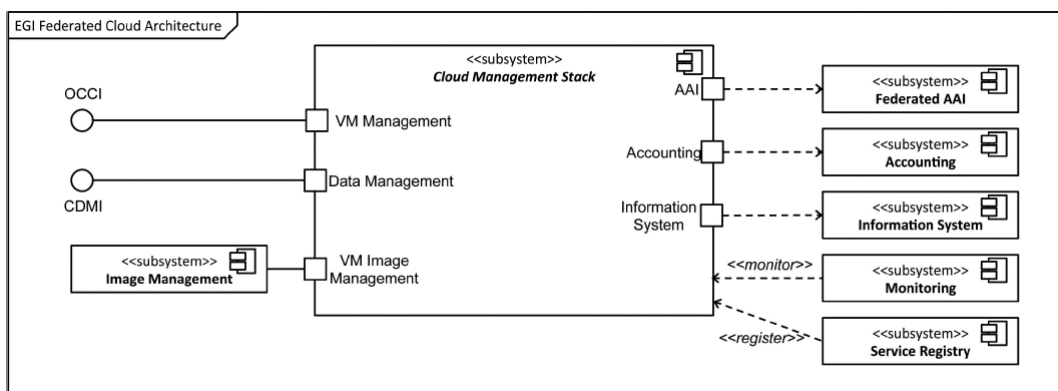 EGI Federated Cloud Architecture
<<subsystem>>
Cloud Management Stack
OCCI
VM Management
CDMI
Data Management
<<subsystem>>
Image Management
VM Image
Management
AAI
<<subsystem>>
Federated AAI
Accounting
<<subsystem>>
Accounting
Information
System
<<subsystem>>
Information System
<<monitor>>
<<subsystem>>
Monitoring
<<register>>
<<subsystem>>
Service Registry